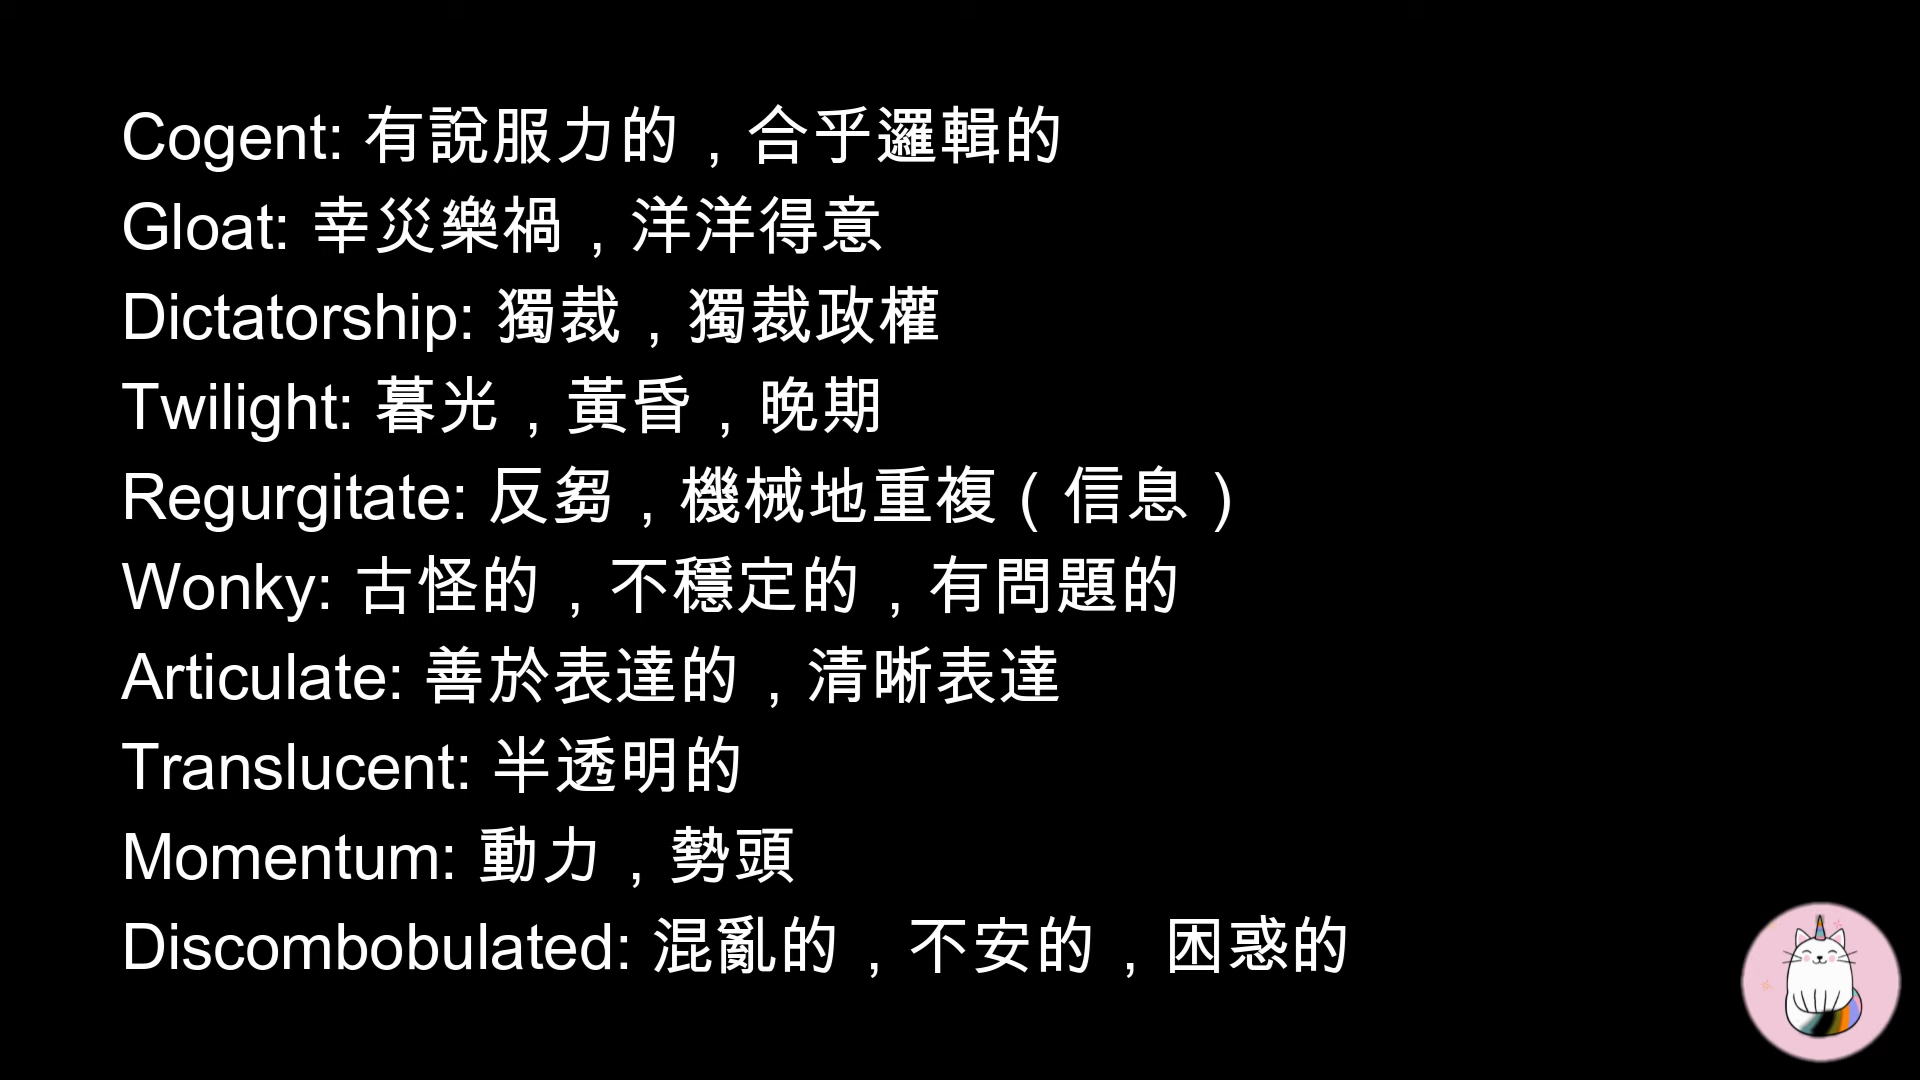 Cogent: 有說服力的，合乎邏輯的
Gloat: 幸災樂禍，洋洋得意
Dictatorship: 獨裁，獨裁政權
Twilight: 暮光，黃昏，晚期
Regurgitate: 反芻，機械地重複（信息）
Wonky: 古怪的，不穩定的，有問題的
Articulate: 善於表達的，清晰表達
Translucent: 半透明的
Momentum: 動力，勢頭
Discombobulated: 混亂的，不安的，困惑的